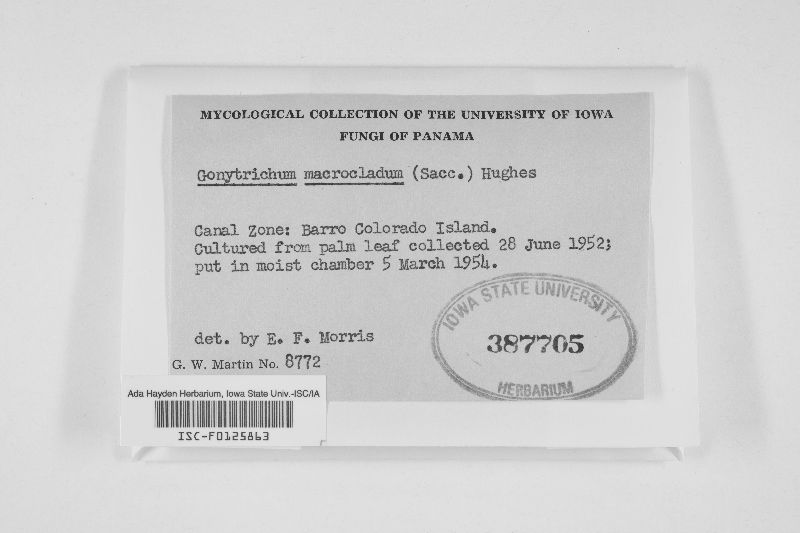 MYCOLOGICAL COLLECTION OF THE UNIVERSITY OF IOWA
FUNGI OF PANAMA
Gonytrichum macrocladum (Sacc.) Hughes
Canal Zone: Barro Colorado Island.
Cultured from palm leaf collected 28 June 1952;
put in moist chamber 5 March 1954.
det. by E. F. Morris
G. W. Martin No. 8772
IOWA STATE UNIVERSITY
387705
HERBARIUM
Ada Hayden Herbarium, Iowa State Univ.-ISC/IA
ISC-F0125863